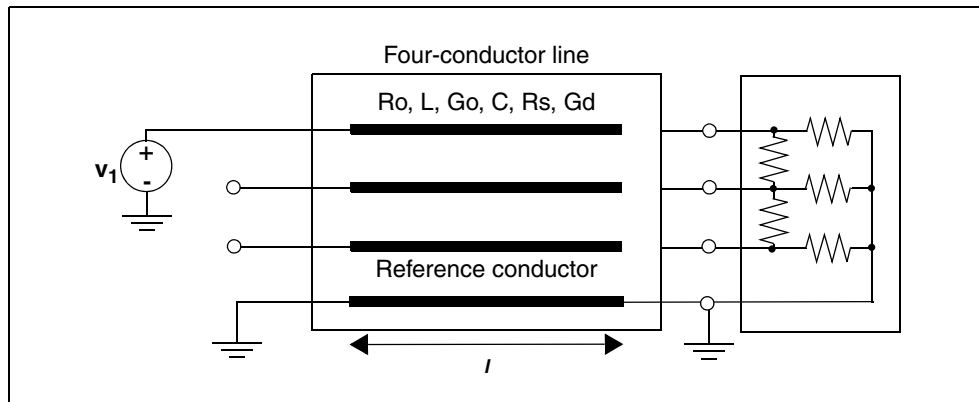 Four-conductor line
Ro, L, Go, C, Rs, Gd
+
v1
-
Reference conductor
l